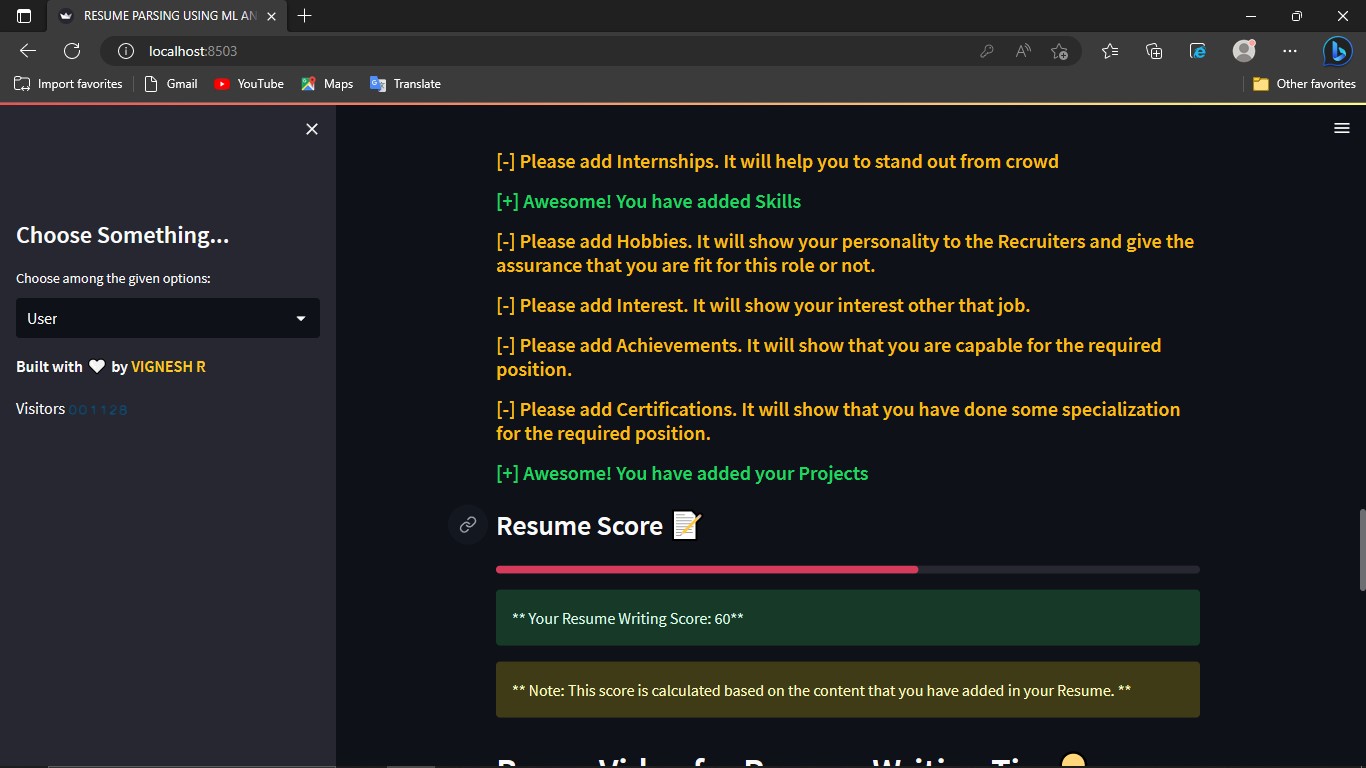 RESUME PARSING USING ML AN
localhost:8503
Import favorites
Gmail
YouTube
Maps
Translate
Other favorites
Choose Something...
Choose among the given options:
User
Built with 🤍 by VIGNESH R
Visitors 001128
[-] Please add Internships. It will help you to stand out from crowd
[+] Awesome! You have added Skills
[-] Please add Hobbies. It will show your personality to the Recruiters and give the
assurance that you are fit for this role or not.
[-] Please add Interest. It will show your interest other that job.
[-] Please add Achievements. It will show that you are capable for the required
position.
[-] Please add Certifications. It will show that you have done some specialization
for the required position.
[+] Awesome! You have added your Projects
Resume Score 📝
** Your Resume Writing Score: 60**
** Note: This score is calculated based on the content that you have added in your Resume. **